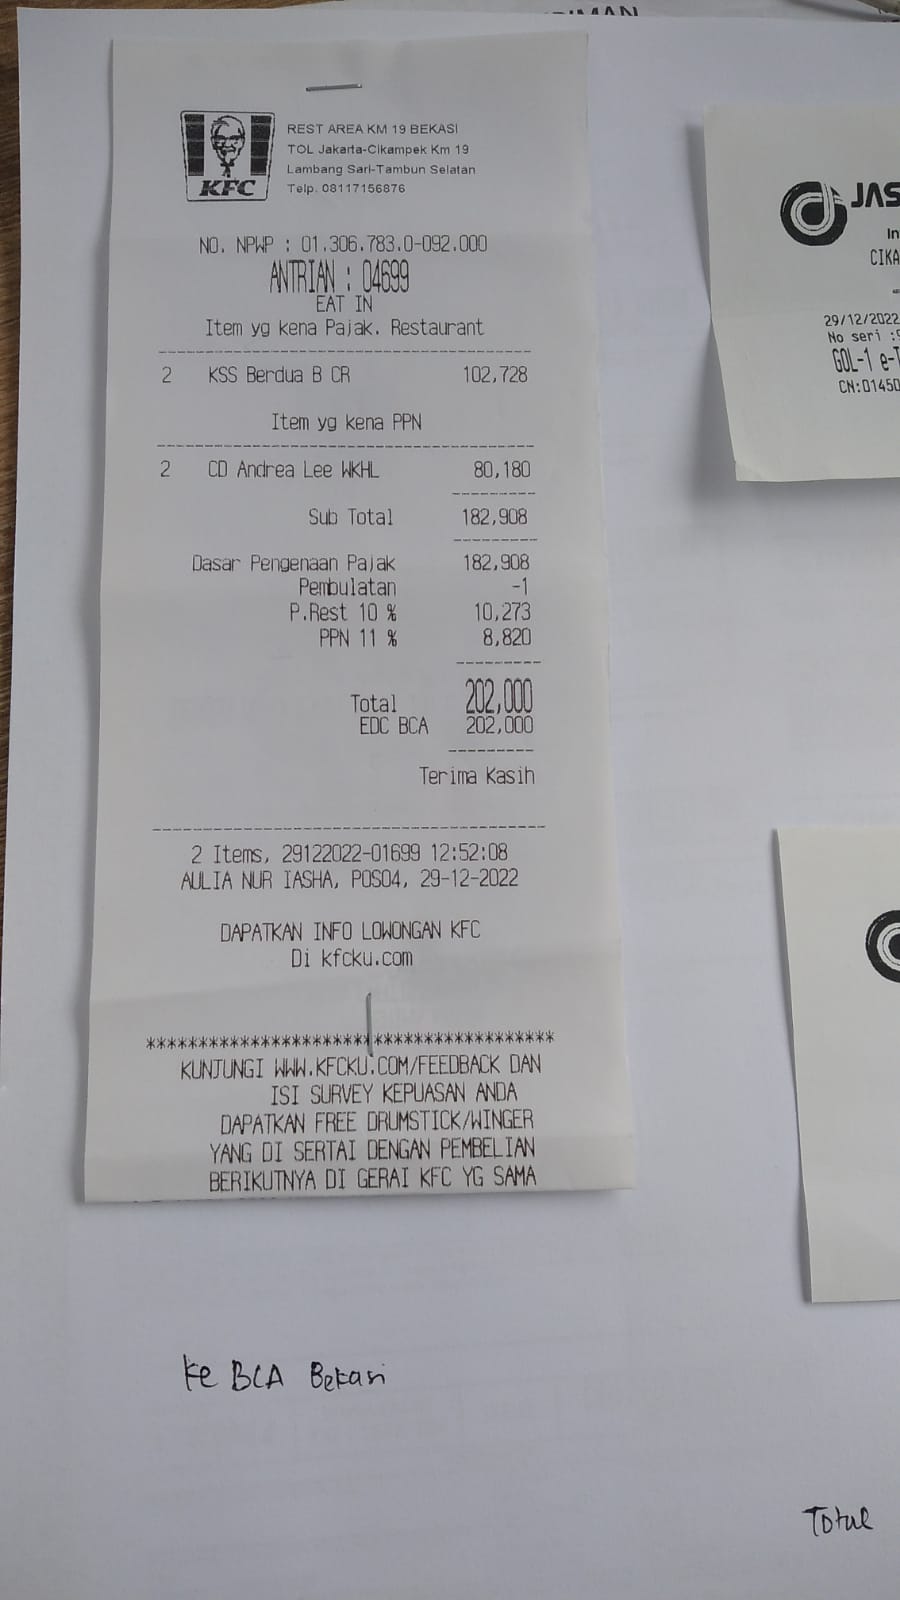 KFC
REST AREA KM 19 BEKASI
TOL Jakarta-Cikampek Km 19
Lambang Sari-Tambun Selatan
Telp. 08117156876
NO. NPWP : 01.306.783.0-092.000
ANTRIAN : 04699
EAT IN
Item yg kena Pajak. Restaurant
2 KSS Berdua B CR 102,728
Item yg kena PPN
2 CD Andrea Lee WKHL 80,180
Sub Total 182,908
Dasar Pengenaan Pajak 182,908
Pembulatan -1
P.Rest 10 % 10,273
PPN 11 % 8,820
Total 202,000
EDC BCA 202,000
Terima Kasih
2 Items, 29122022-01699 12:52:08
AULIA NUR IASHA, POS04, 29-12-2022
DAPATKAN INFO LOWONGAN KFC
Di kfcku.com
****************************************
KUNJUNGI WWW.KFCKU.COM/FEEDBACK DAN
ISI SURVEY KEPUASAN ANDA
DAPATKAN FREE DRUMSTICK/WINGER
YANG DI SERTAI DENGAN PEMBELIAN
BERIKUTNYA DI GERAI KFC YG SAMA
ke BCA Bekasi
JAS
In
CIKA
29/12/2022
No seri :
GOL-1 e-T
CN:01450
Total